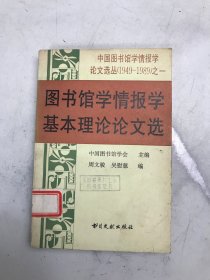 中国图书馆学情报学
论文选丛(1949-1989)之一
图书馆学情报学
基本理论论文选
中国图书馆学会 主编
周文骏 吴慰慈 编
书目文献出版社